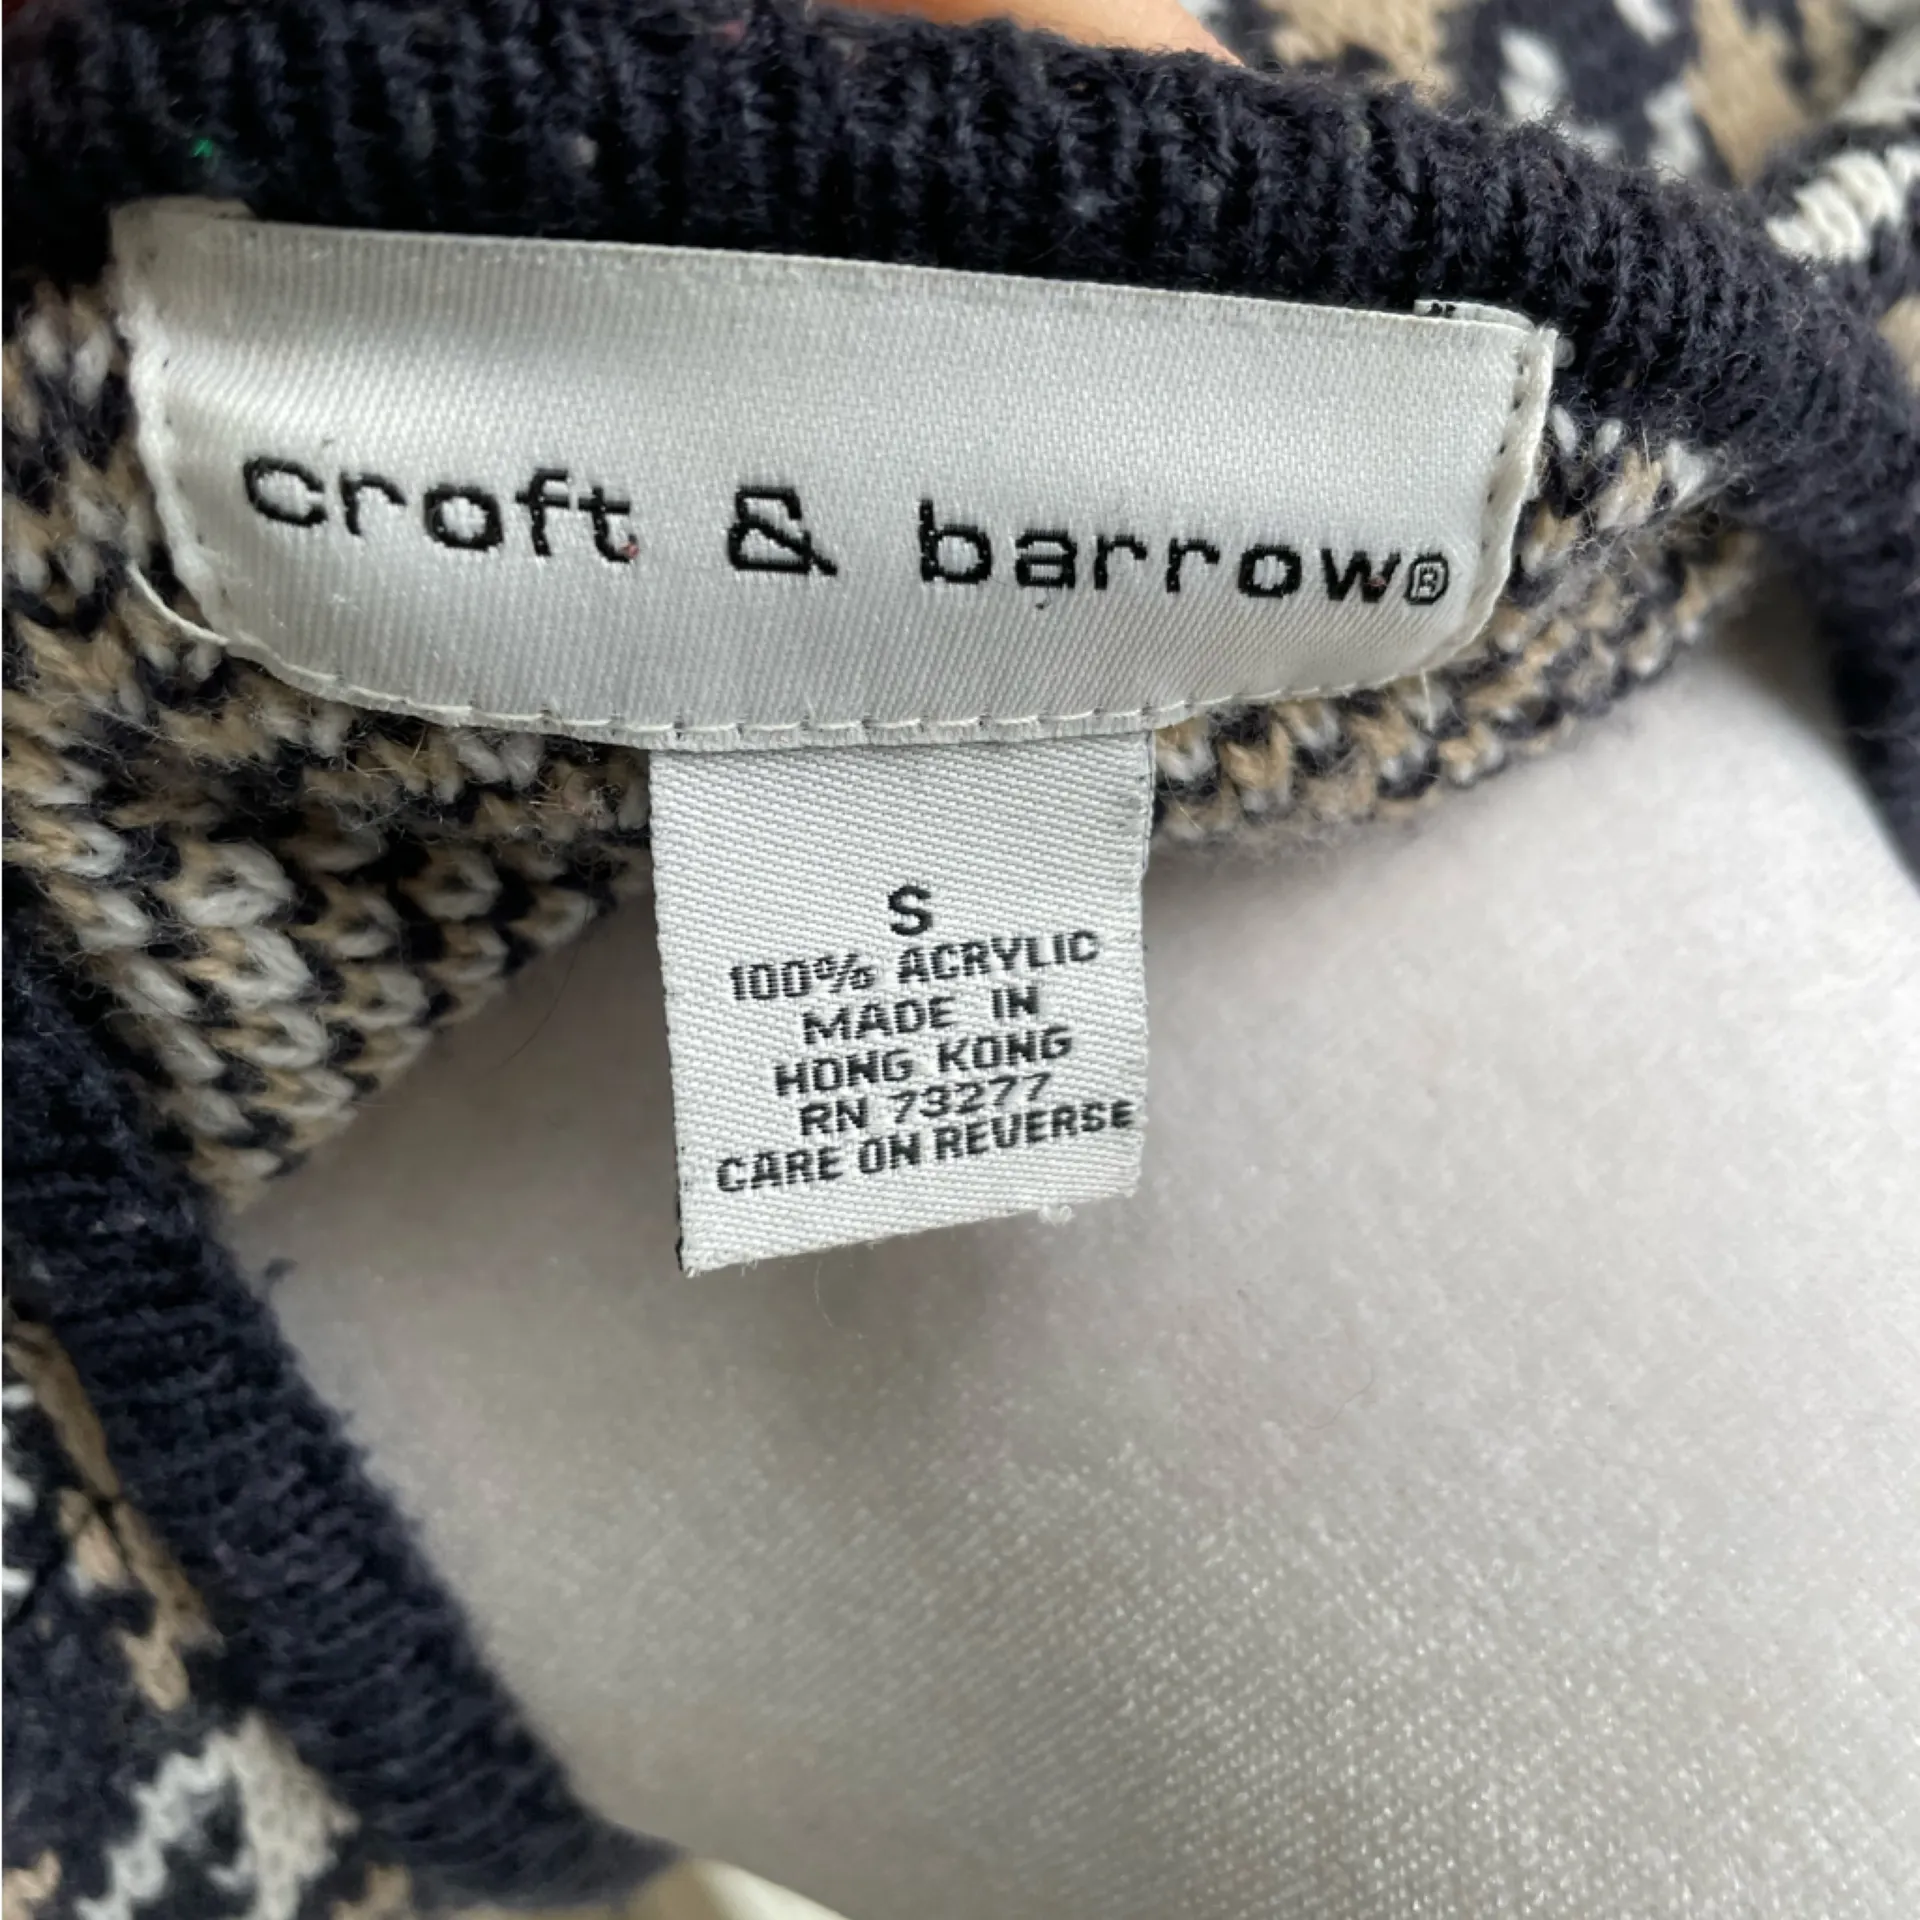 croft & barrow®
S
100% ACRYLIC
MADE IN
HONG KONG
RN 73277
CARE ON REVERSE